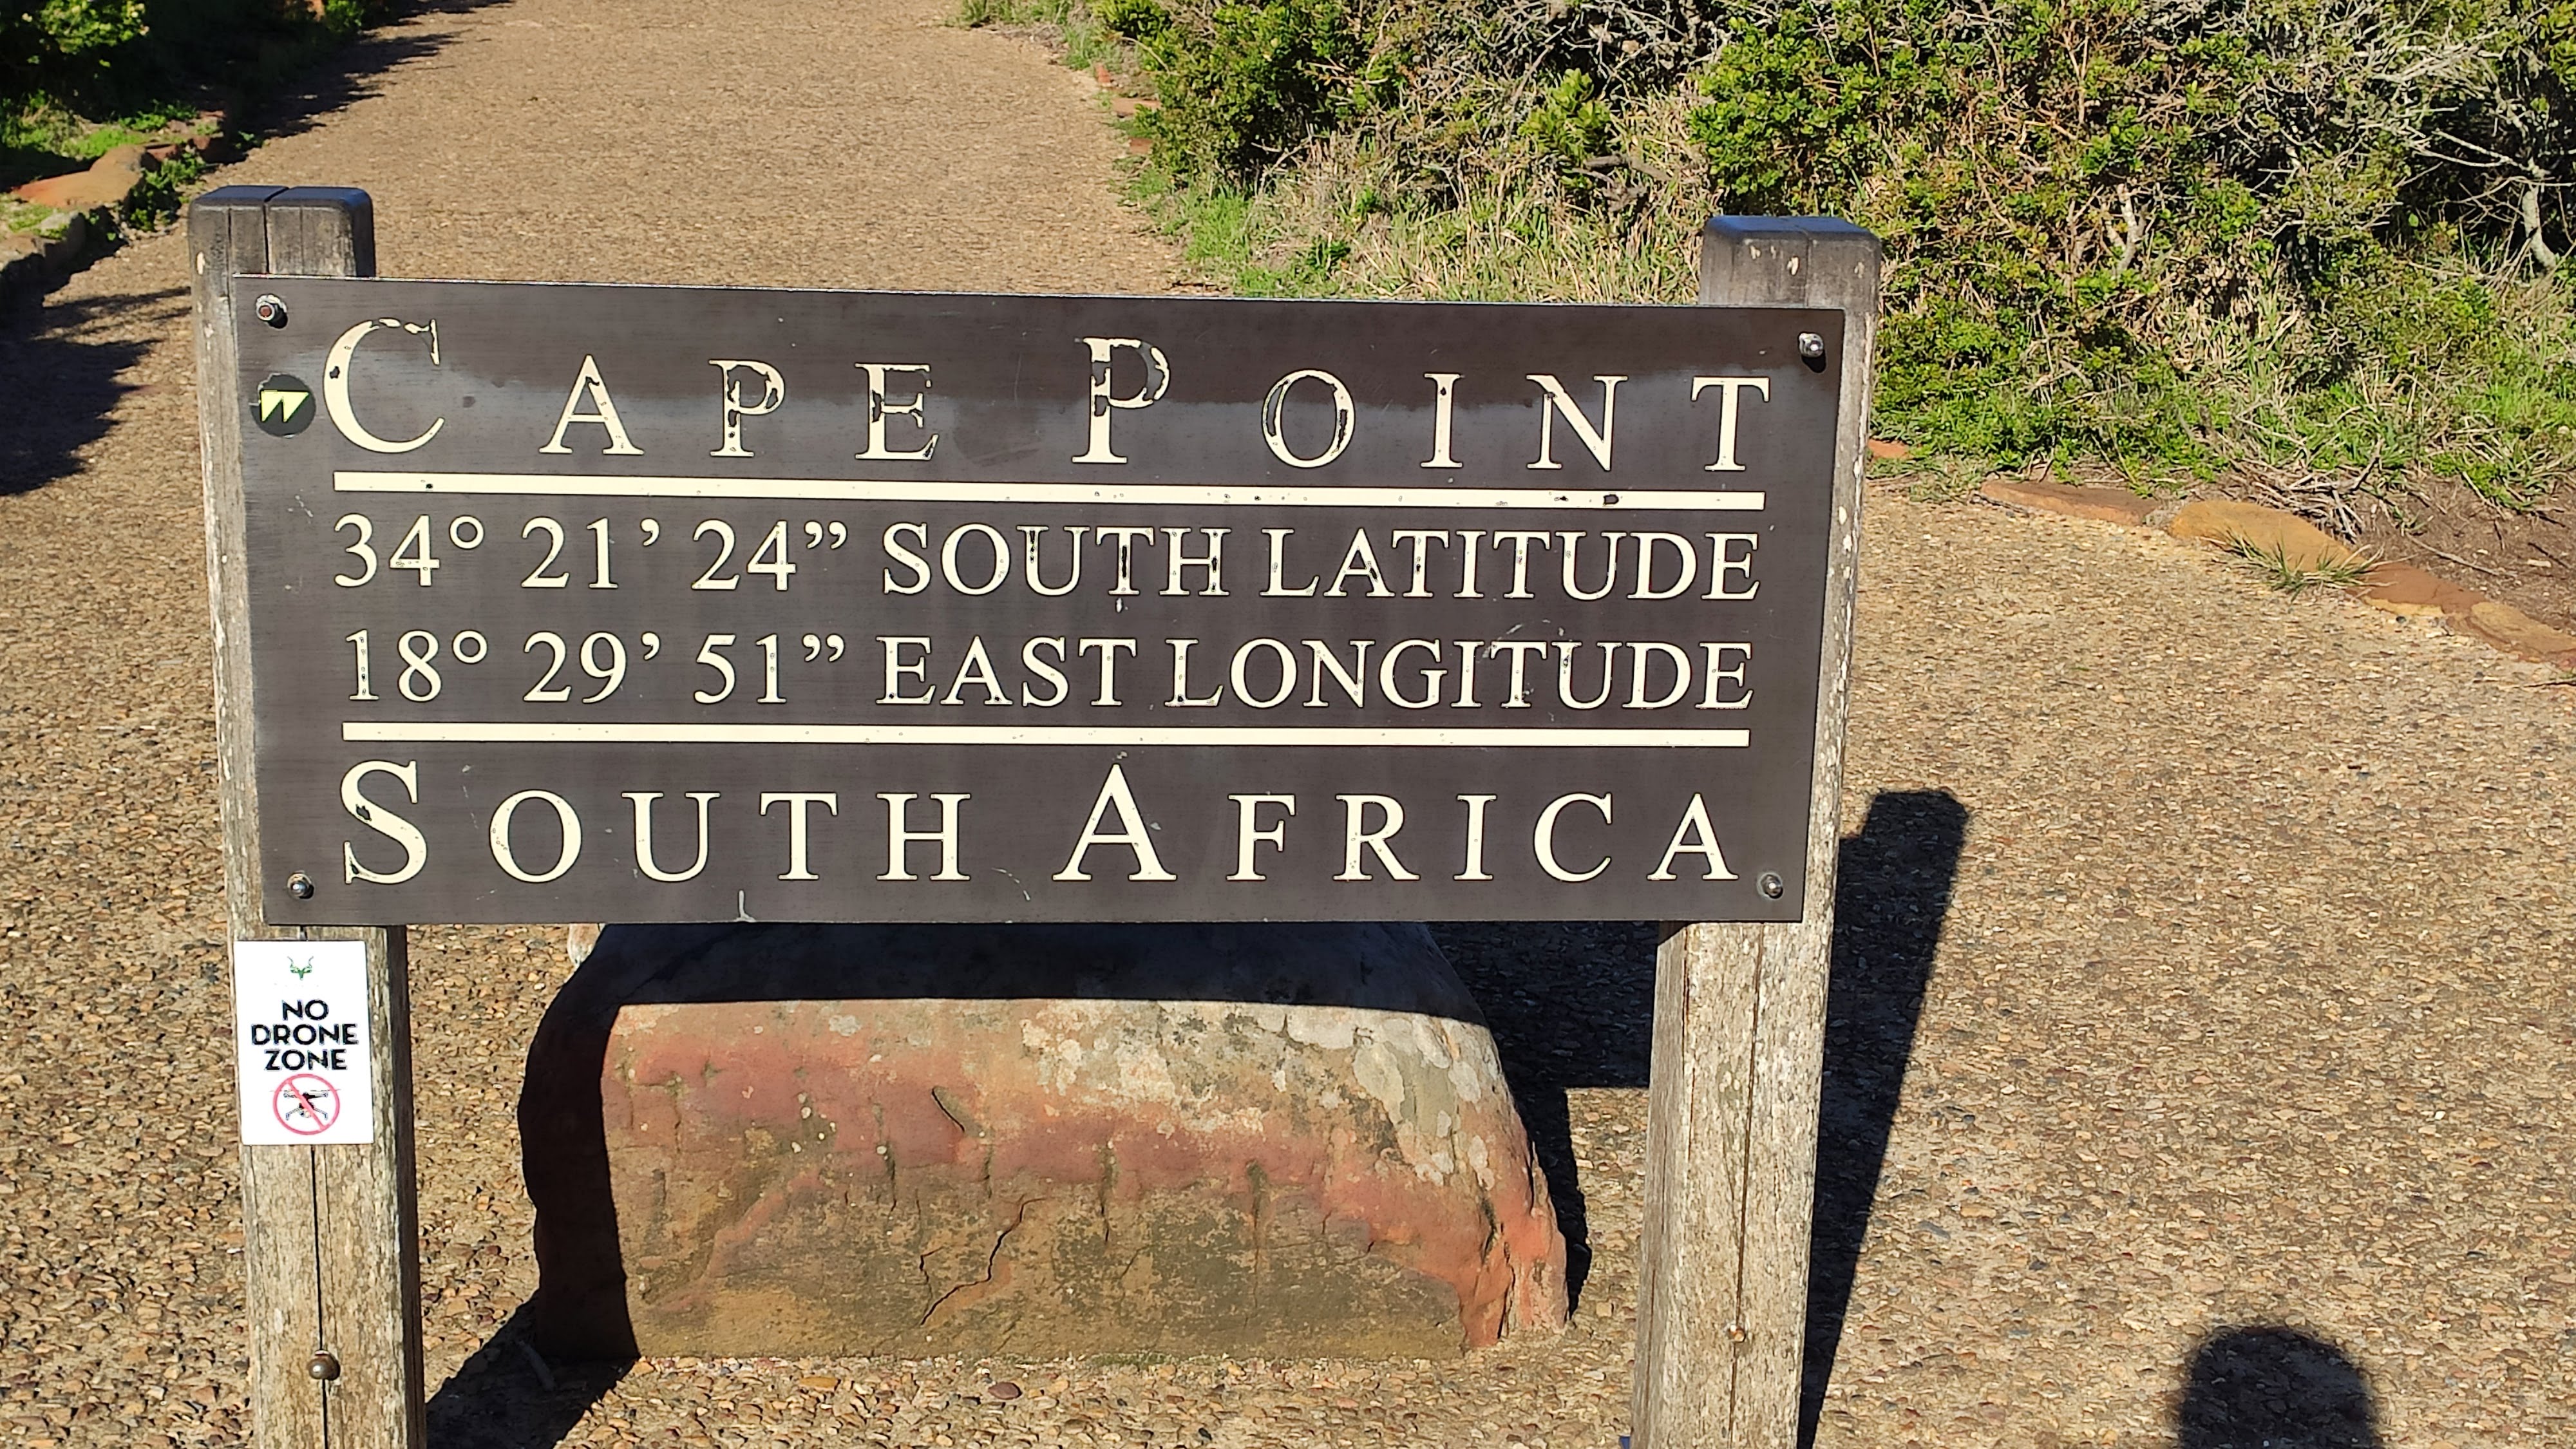 CAPE POINT
34° 21’ 24” SOUTH LATITUDE
18° 29’ 51” EAST LONGITUDE
SOUTH AFRICA
NO
DRONE
ZONE